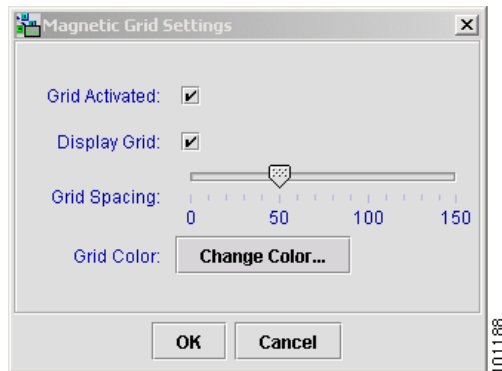 Magnetic Grid Settings
Grid Activated:
Display Grid:
Grid Spacing:
0 50 100 150
Grid Color: Change Color...
OK Cancel
101188